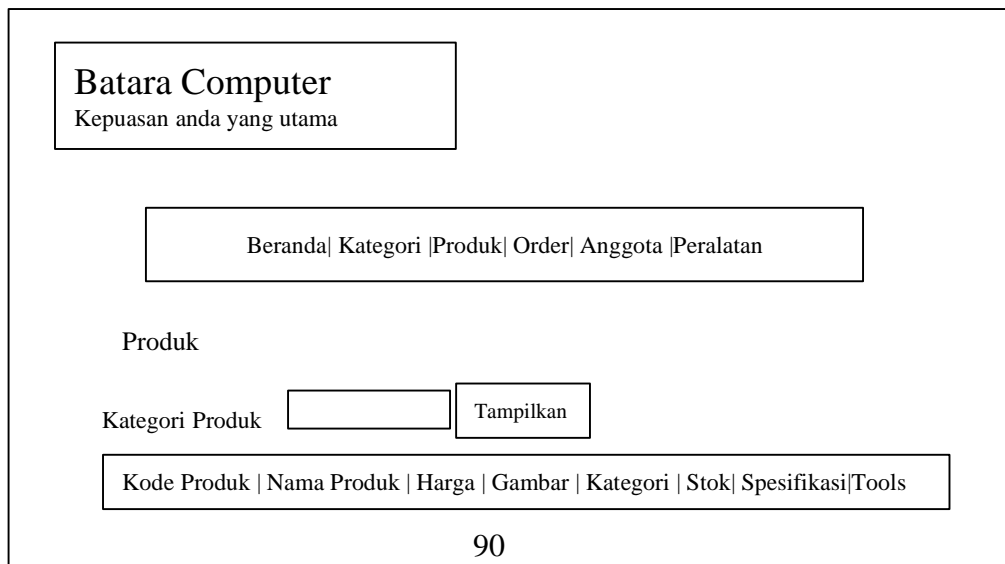 Batara Computer
Kepuasan anda yang utama
Beranda| Kategori |Produk| Order| Anggota |Peralatan
Produk
Kategori Produk
Tampilkan
Kode Produk | Nama Produk | Harga | Gambar | Kategori | Stok| Spesifikasi|Tools
90